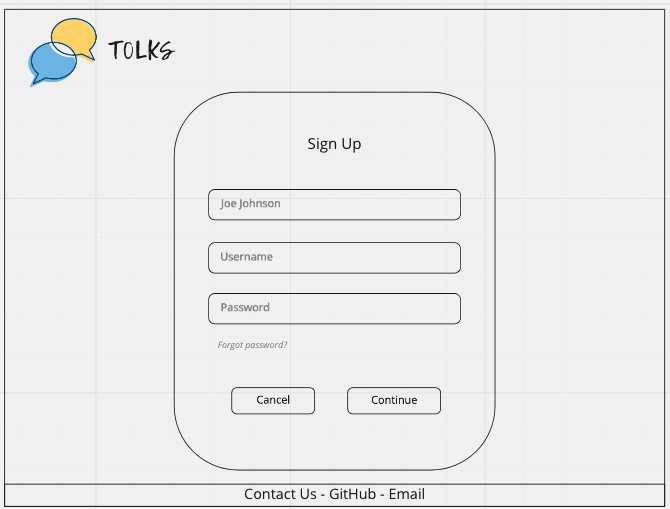 TOLKS
Sign Up
Joe Johnson
Username
Password
Forgot password?
Cancel
Continue
Contact Us - GitHub - Email